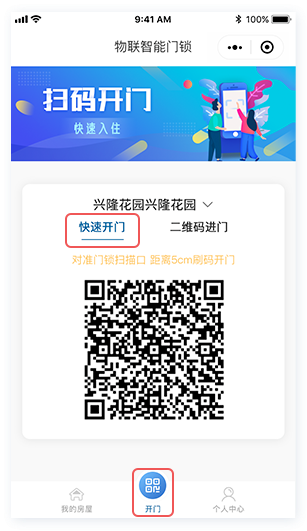 9:41 AM
100%
物联智能门锁
扫码开门
快速入住
兴隆花园兴隆花园
快速开门 二维码进门
对准门锁扫描口 距离5cm刷码开门
我的房屋 开门 个人中心